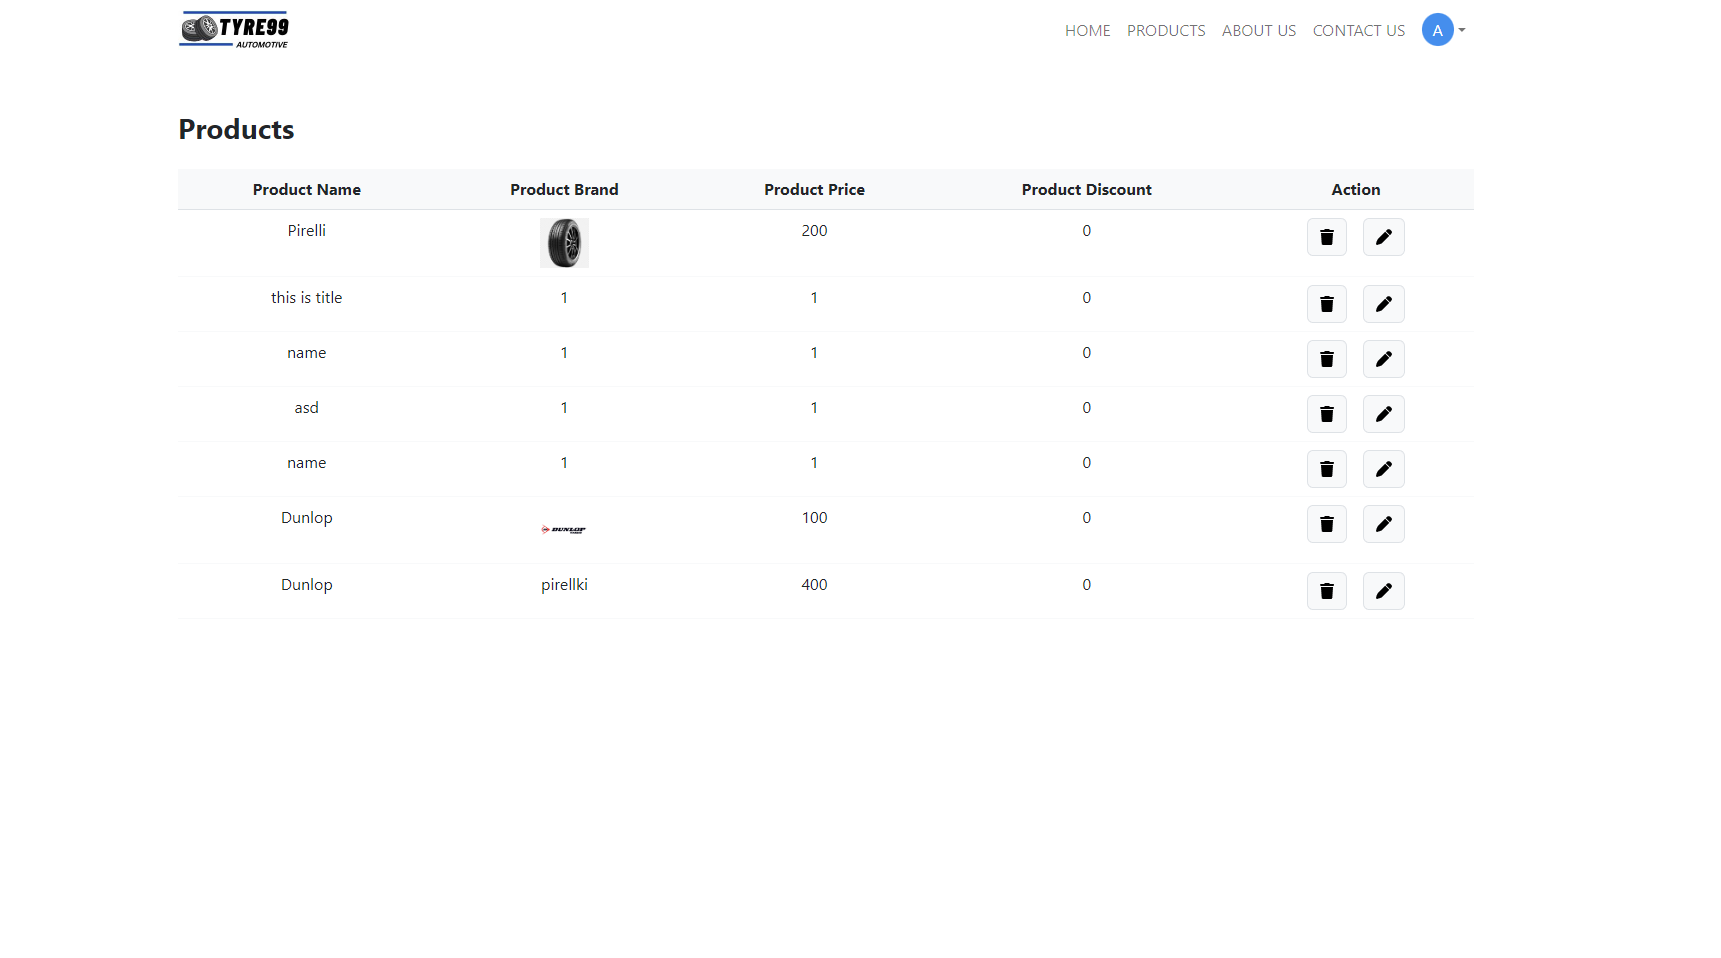 TYRE99
AUTOMOTIVE
HOME PRODUCTS ABOUT US CONTACT US A
Products
Product Name Product Brand Product Price Product Discount Action
Pirelli 200 0
this is title 1 1 0
name 1 1 0
asd 1 1 0
name 1 1 0
Dunlop DUNLOP 100 0
Dunlop pirellki 400 0